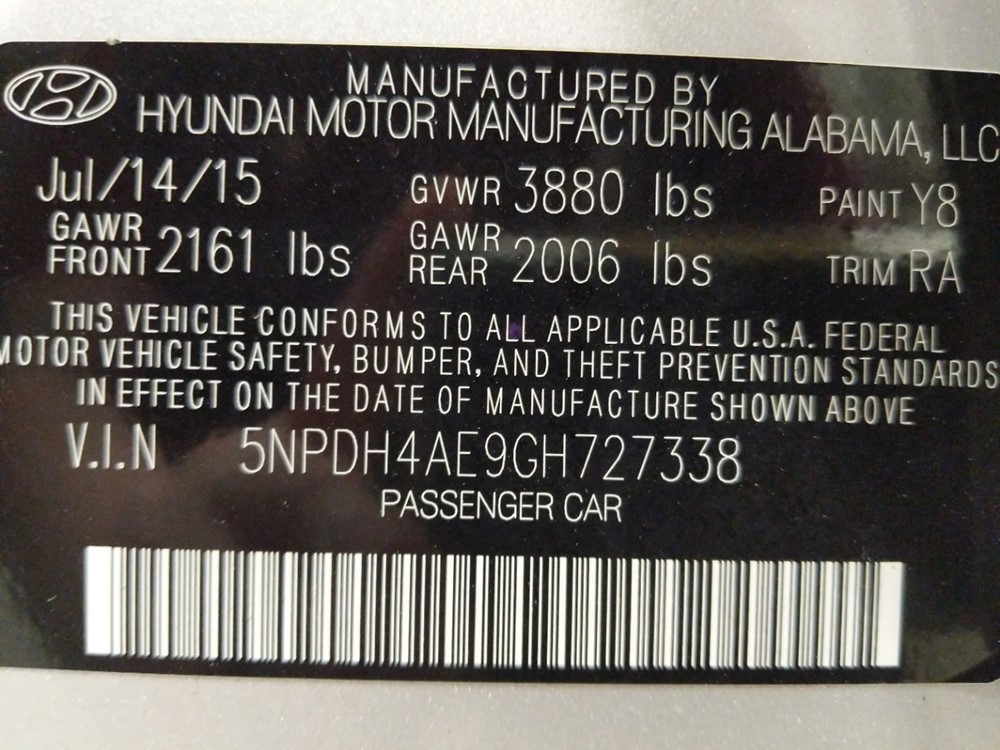 MANUFACTURED BY
HYUNDAI MOTOR MANUFACTURING ALABAMA, LLC
Jul/14/15 GVWR 3880 lbs PAINT Y8
GAWR FRONT 2161 lbs GAWR REAR 2006 lbs TRIM RA
THIS VEHICLE CONFORMS TO ALL APPLICABLE U.S.A. FEDERAL
MOTOR VEHICLE SAFETY, BUMPER, AND THEFT PREVENTION STANDARDS
IN EFFECT ON THE DATE OF MANUFACTURE SHOWN ABOVE
V.I.N 5NPDH4AE9GH727338
PASSENGER CAR